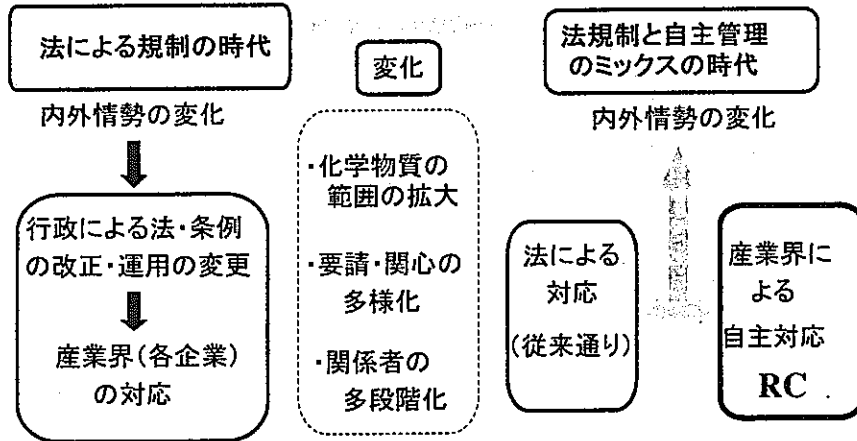 法による規制の時代
内外情勢の変化
行政による法・条例
の改正・運用の変更
産業界(各企業)
の対応
変化
・化学物質の
範囲の拡大
・要請・関心の
多様化
・関係者の
多段階化
法規制と自主管理
のミックスの時代
内外情勢の変化
法による
対応
(従来通り)
産業界に
よる
自主対応
RC